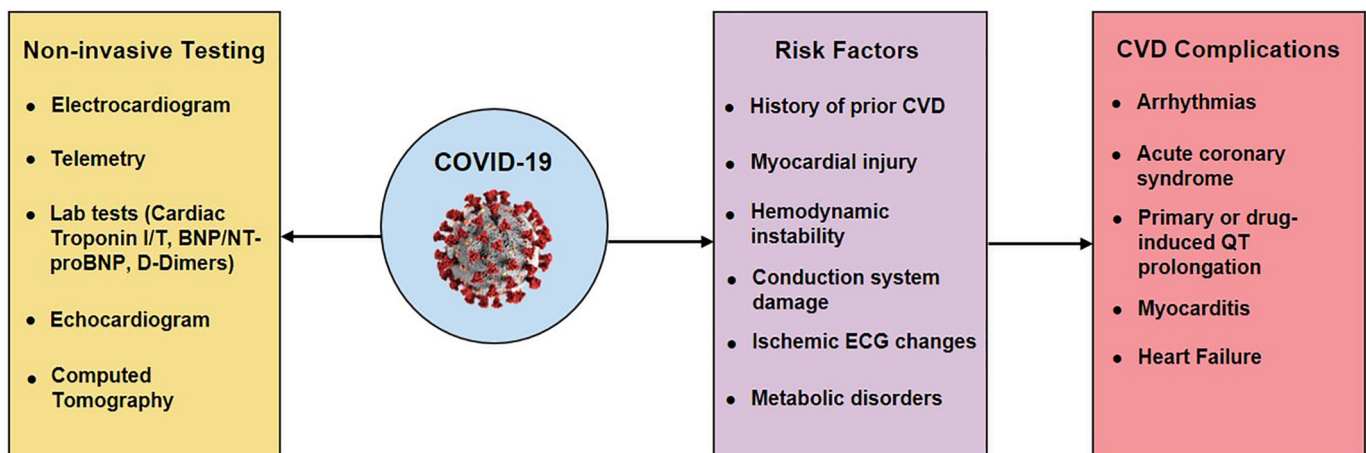 Non-invasive Testing
• Electrocardiogram
• Telemetry
• Lab tests (Cardiac
Troponin I/T, BNP/NT-
proBNP, D-Dimers)
• Echocardiogram
• Computed
Tomography
COVID-19
Risk Factors
• History of prior CVD
• Myocardial injury
• Hemodynamic
instability
• Conduction system
damage
• Ischemic ECG changes
• Metabolic disorders
CVD Complications
• Arrhythmias
• Acute coronary
syndrome
• Primary or drug-
induced QT
prolongation
• Myocarditis
• Heart Failure